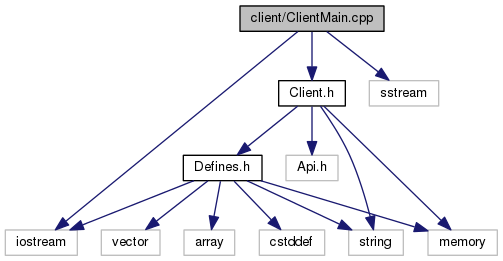 client/ClientMain.cpp
Client.h
sstream
Defines.h
Api.h
iostream
vector
array
cstddef
string
memory